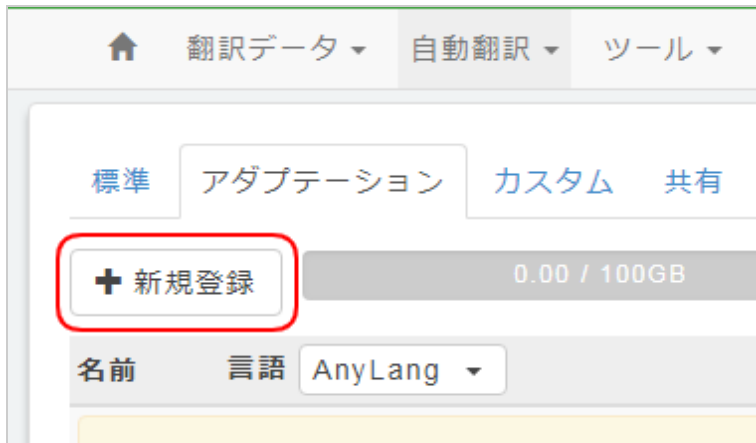 翻訳データ 自動翻訳 ツール
標準 アダプテーション カスタム 共有
新規登録 0.00 / 100GB
名前 言語 AnyLang